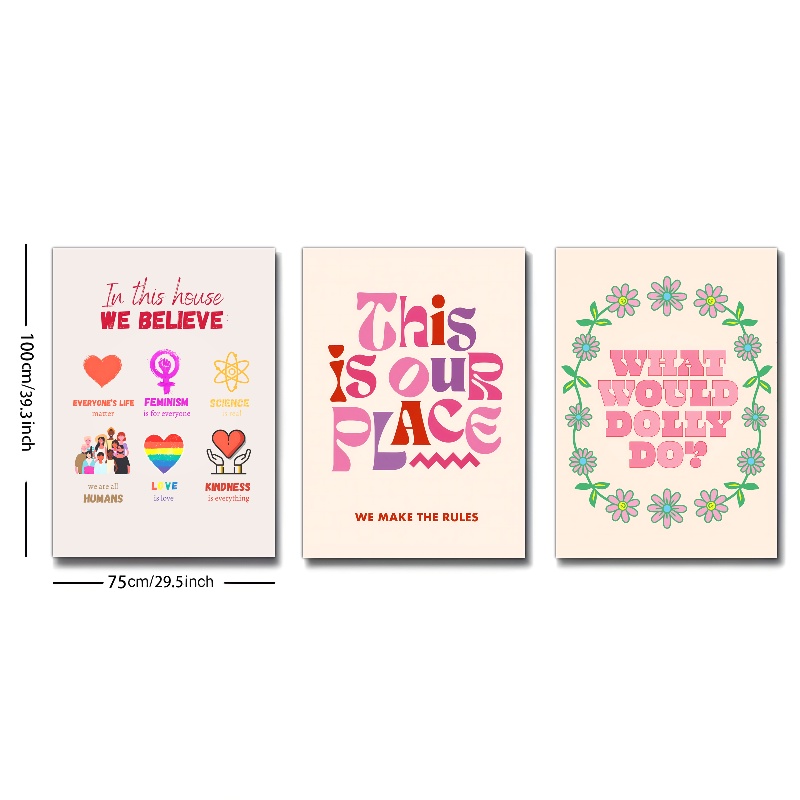 100cm/39.3inch
75cm/29.5inch
In this house
WE BELIEVE:
EVERYONE'S LIFE
matter
FEMINISM
is for everyone
SCIENCE
is real
we are all
HUMANS
LOVE
is love
KINDNESS
is everything
This
is OUR
PLACE
WE MAKE THE RULES
WHAT
WOULD
DOLLY
DO?